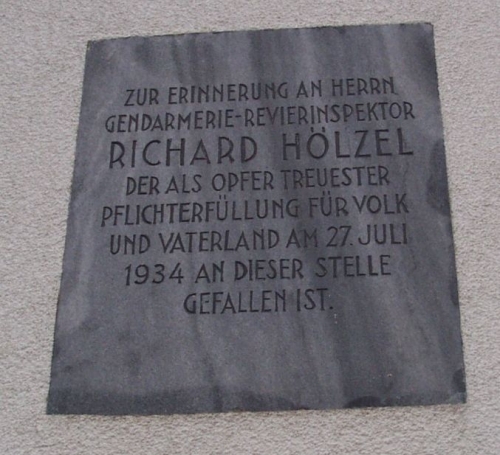 ZUR ERINNERUNG AN HERRN
GENDARMERIE-REVIERINSPEKTOR
RICHARD HÖLZEL
DER ALS OPFER TREUESTER
PFLICHTERFÜLLUNG FÜR VOLK
UND VATERLAND AM 27. JULI
1934 AN DIESER STELLE
GEFALLEN IST.